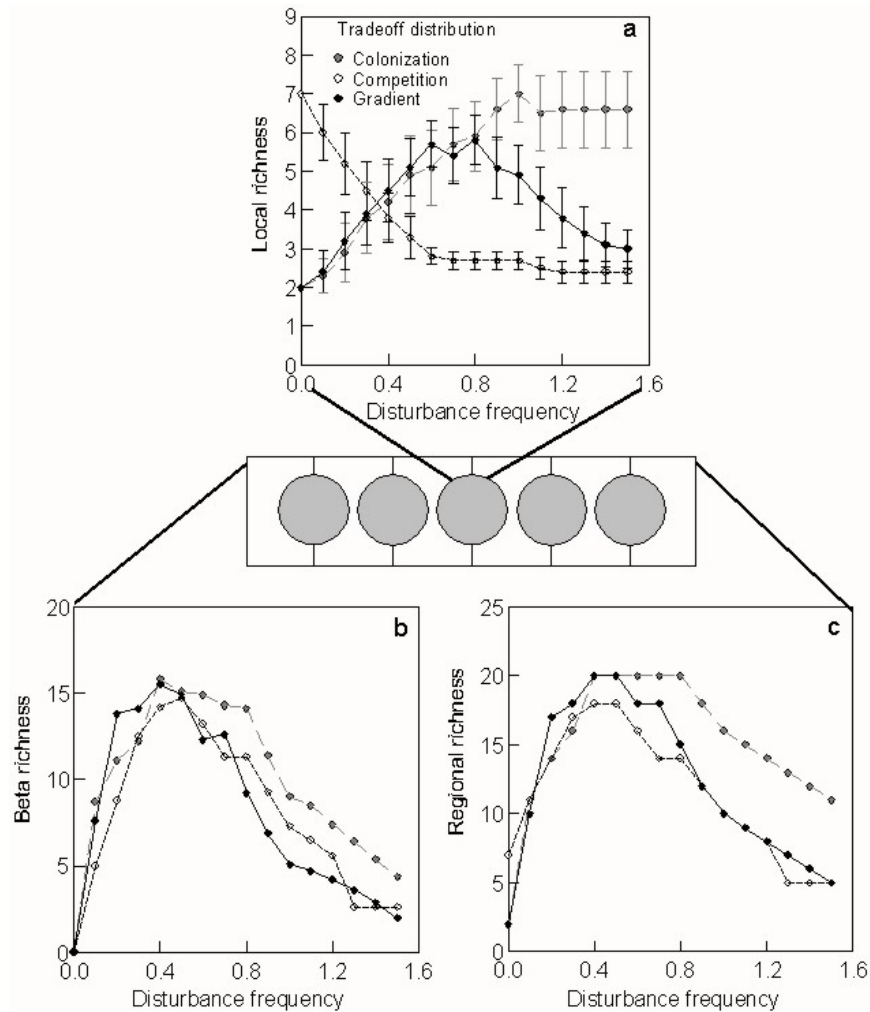 a
Tradeoff distribution
Colonization
Competition
Gradient
9
8
7
6
5
4
3
2
1
0
Local richness
0.0 0.4 0.8 1.2 1.6
Disturbance frequency
b
20
15
10
5
0
Beta richness
0.0 0.4 0.8 1.2 1.6
Disturbance frequency
c
25
20
15
10
5
0
Regional richness
0.0 0.4 0.8 1.2 1.6
Disturbance frequency